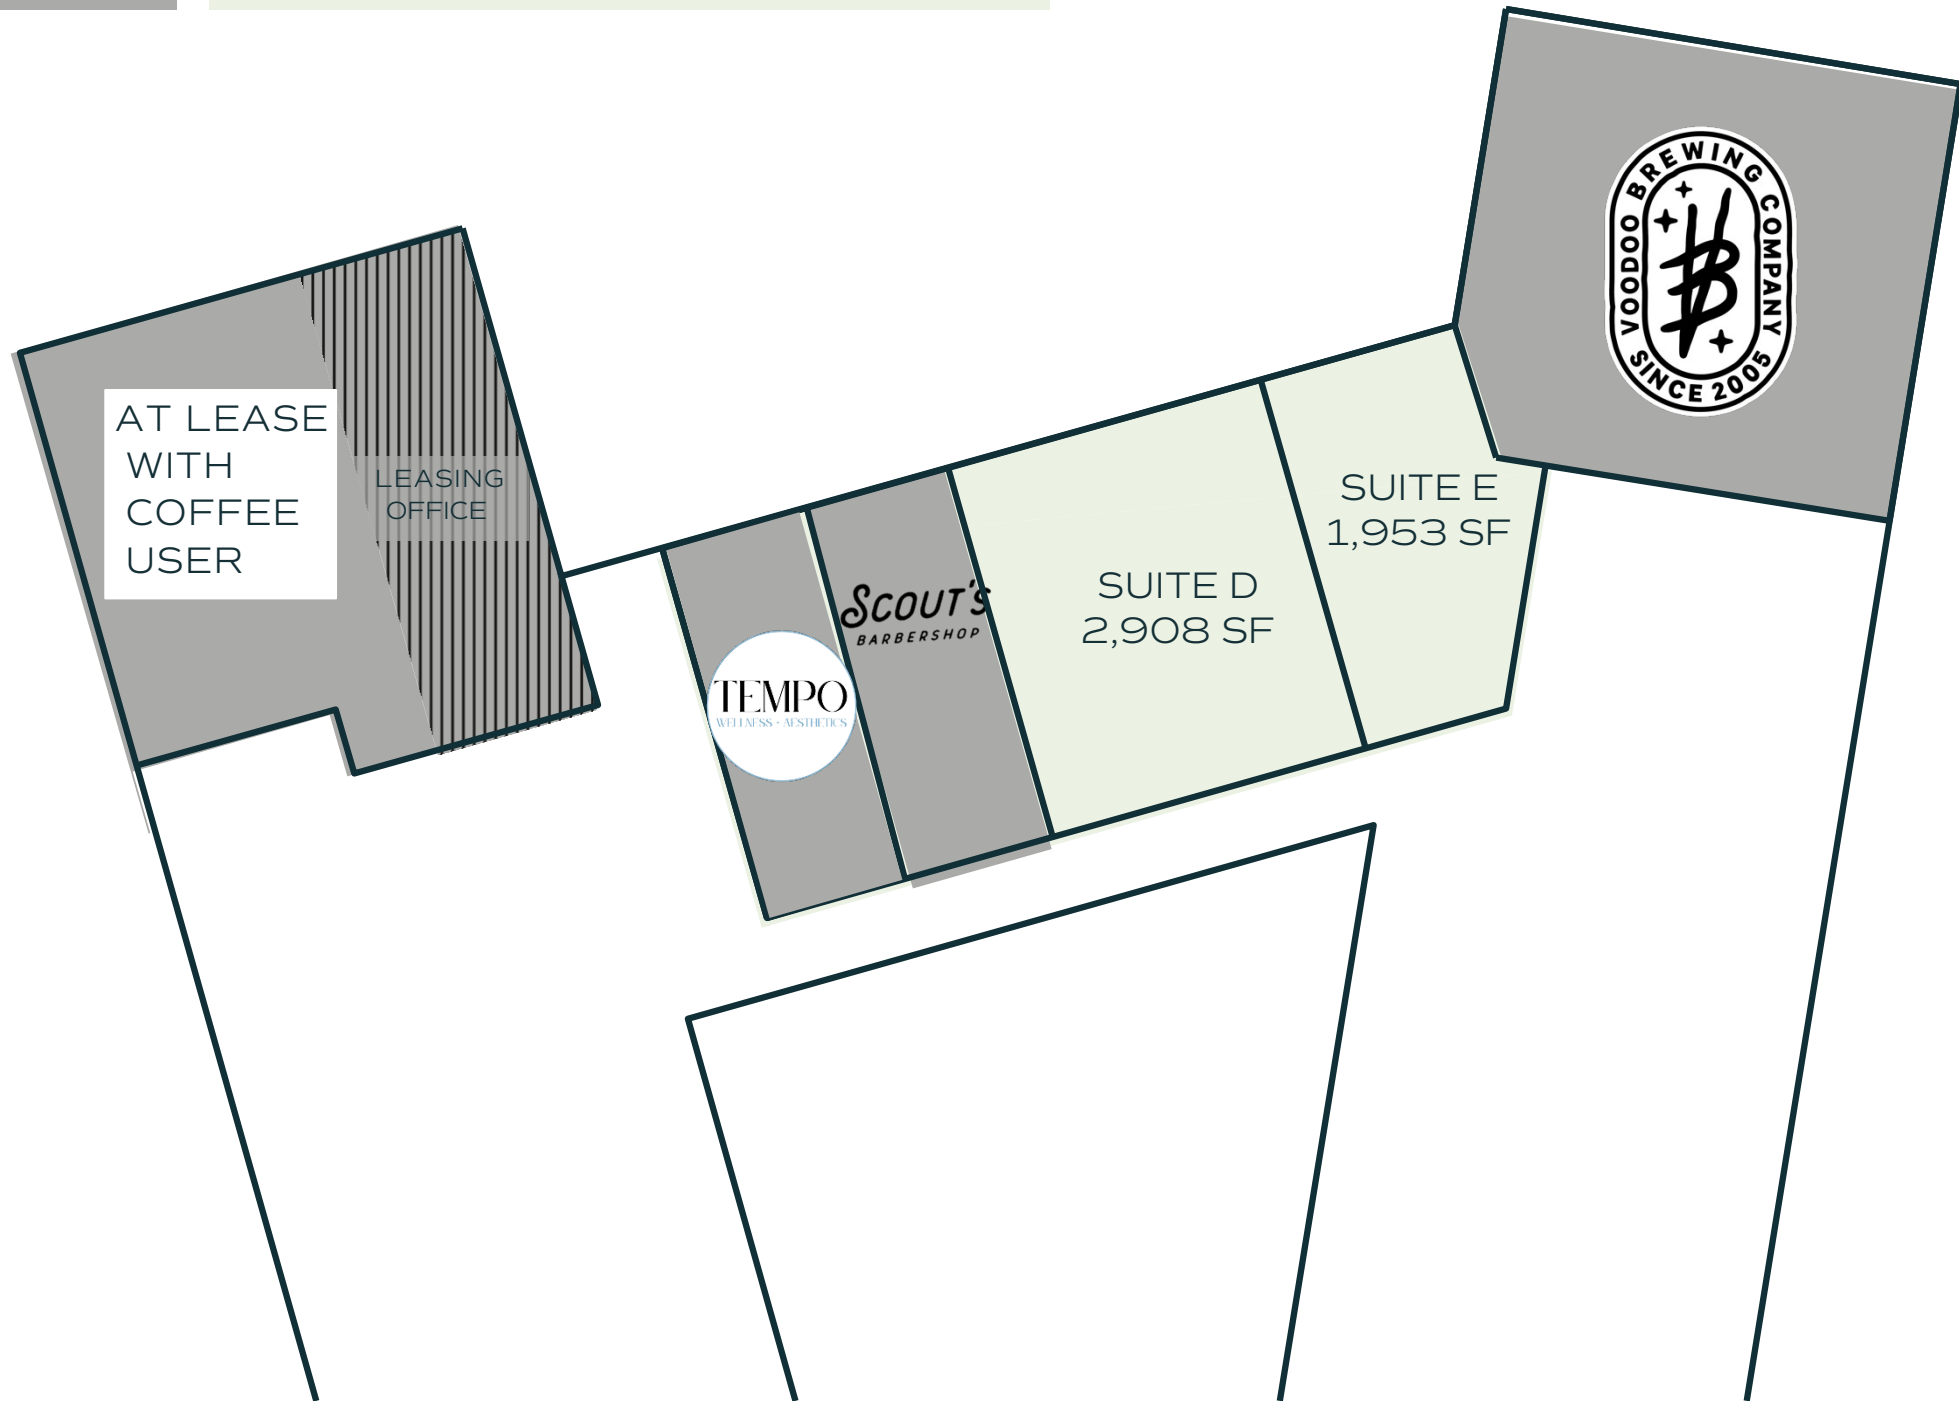 AT LEASE
WITH
COFFEE
USER
LEASING
OFFICE
TEMPO
WELLNESS · AESTHETICS
SCOUT'S
BARBERSHOP
SUITE D
2,908 SF
SUITE E
1,953 SF
VOODOO BREWING COMPANY
SINCE 2005
VB